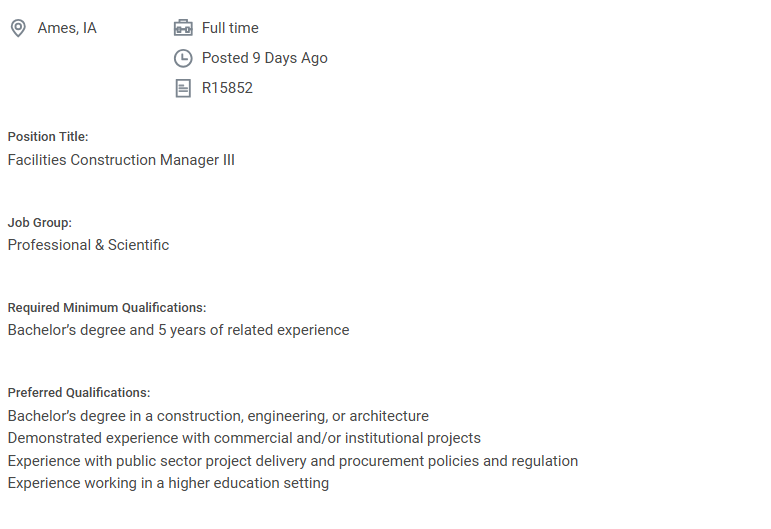 Ames, IA
Full time
Posted 9 Days Ago
R15852
Position Title:
Facilities Construction Manager III
Job Group:
Professional & Scientific
Required Minimum Qualifications:
Bachelor’s degree and 5 years of related experience
Preferred Qualifications:
Bachelor’s degree in a construction, engineering, or architecture
Demonstrated experience with commercial and/or institutional projects
Experience with public sector project delivery and procurement policies and regulation
Experience working in a higher education setting